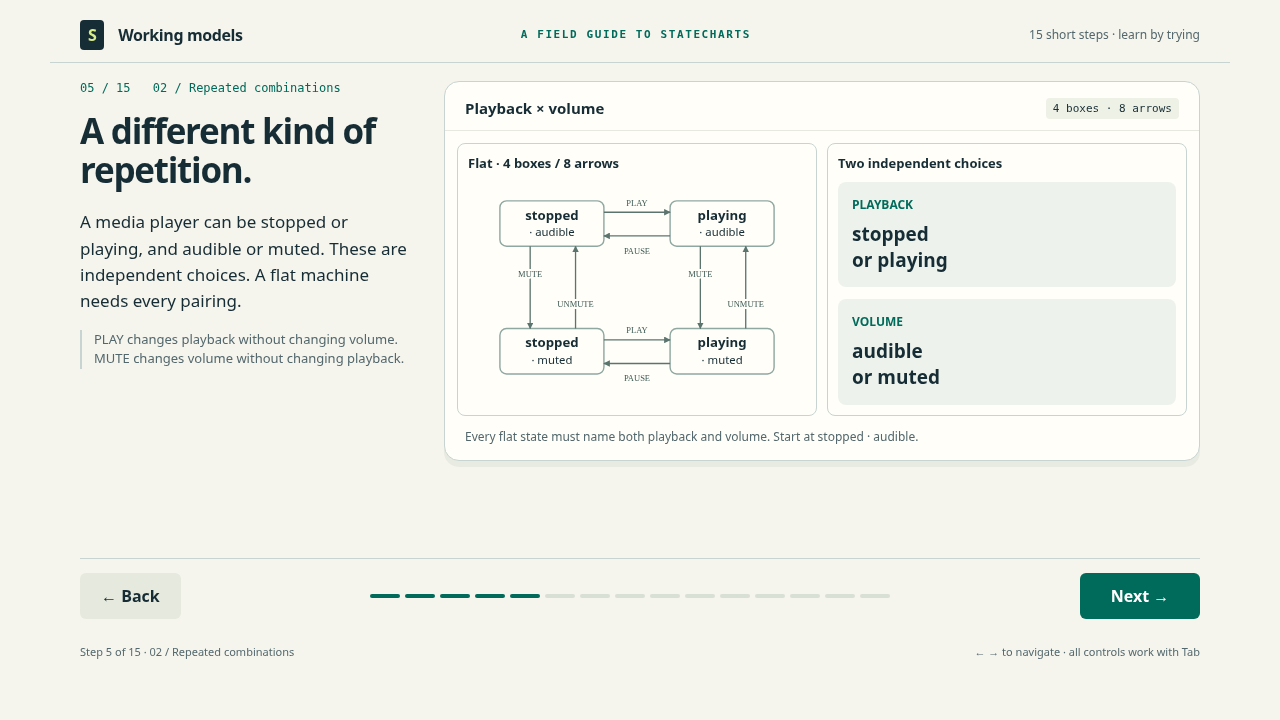 S Working models
A FIELD GUIDE TO STATECHARTS
15 short steps · learn by trying
05 / 15 02 / Repeated combinations
A different kind of
repetition.
A media player can be stopped or
playing, and audible or muted. These are
independent choices. A flat machine
needs every pairing.
PLAY changes playback without changing volume.
MUTE changes volume without changing playback.
Playback × volume
4 boxes · 8 arrows
Flat · 4 boxes / 8 arrows
stopped
· audible
PLAY
PAUSE
playing
· audible
MUTE
UNMUTE
MUTE
UNMUTE
stopped
· muted
PLAY
PAUSE
playing
· muted
Two independent choices
PLAYBACK
stopped
or playing
VOLUME
audible
or muted
Every flat state must name both playback and volume. Start at stopped · audible.
← Back
Next →
Step 5 of 15 · 02 / Repeated combinations
← → to navigate · all controls work with Tab